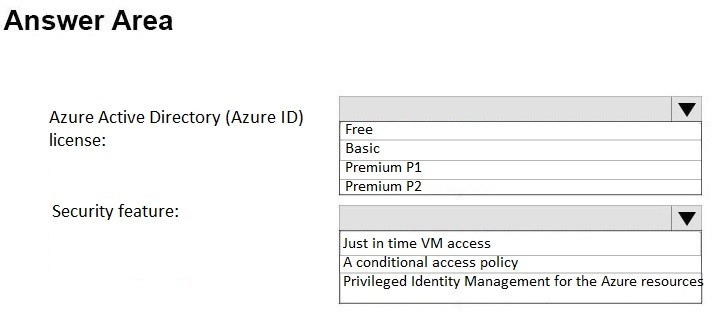 Answer Area
Azure Active Directory (Azure ID)
license:
Free
Basic
Premium P1
Premium P2
Security feature:
Just in time VM access
A conditional access policy
Privileged Identity Management for the Azure resources